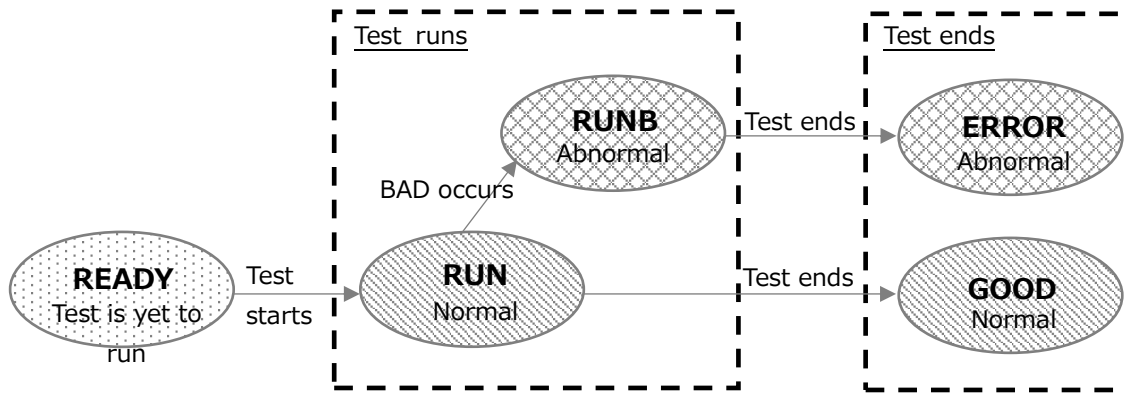 Test runs
Test ends
RUNB
Abnormal
Test ends
ERROR
Abnormal
BAD occurs
READY
Test is yet to
run
Test
starts
RUN
Normal
Test ends
GOOD
Normal